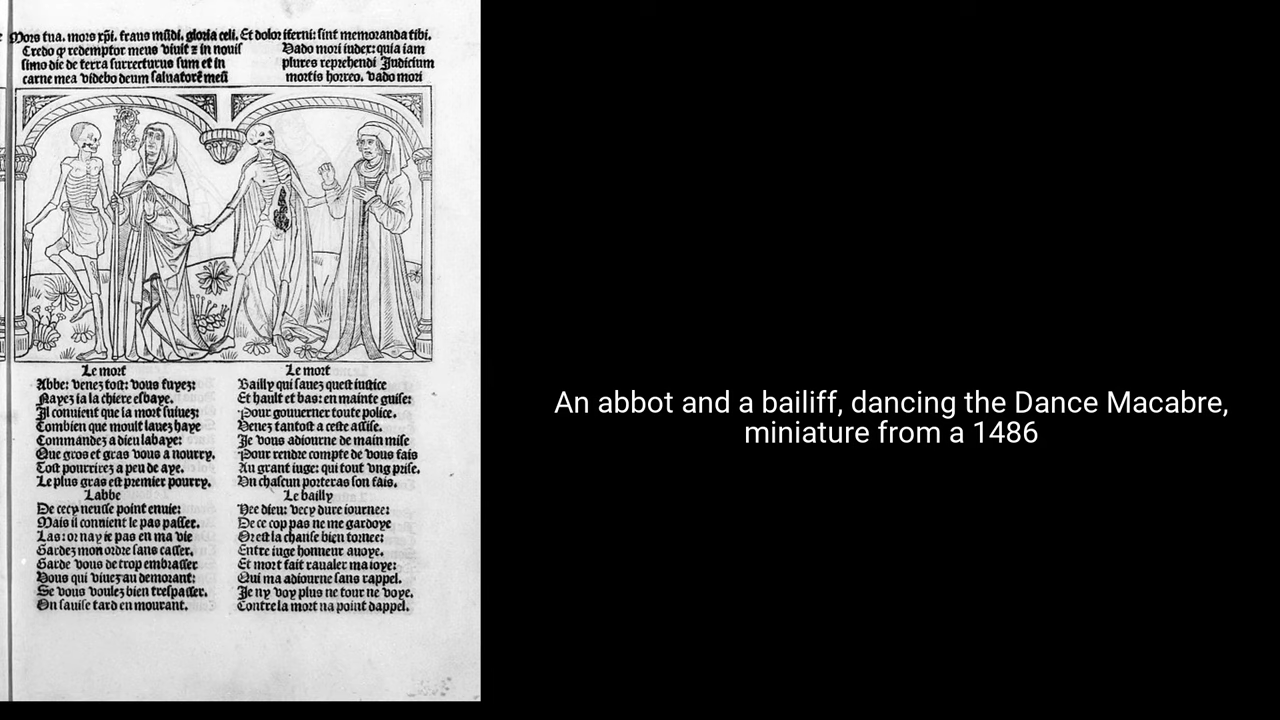 Mors tua. mors xp̄i. fraus mūdi. gloria celi. Et dolor iferni: sint memoranda tibi.
Credo ꝙ redemptor meus viuit ⁊ in nouis
simo die de terra surrecturus sum et in
carne mea videbo deum saluatorē meū
Vado mori iudex: quia iam
plures reprehendi Judicium
mortis horreo. vado mori
Le mort
Abbe: venez tost: vous fuyez:
Nayez ia la chiere esbaye.
Il conuient que la mort suiuez:
Combien que moult lauez haye
Commandez a dieu labaye:
Que gros et gras vous a nourry.
Tost pourrirez a peu de aye.
Le plus gras est premier pourry.
Labbe
De cecy neusse point enuie:
Mais il conuient le pas passer.
Las: or nay ie pas en ma vie
Garde mon ordre sans casser.
Garde vous de trop embrasser
Vous qui viuez au demorant:
Se vous voulez bien trespasser.
On sauise tard en mourant.
Le mort
Bailly qui sauez quest iustice
Et hault et bas: en mainte guise:
Pour gouuerner toute police.
Venez tantost a ceste assise.
Je vous adiourne de main mise
Pour rendre compte de vous fais
Au grant iuge: qui tout vng prise.
Vn chascun porteras son fais.
Le bailly
Hee dieu: vecy dure iournee:
De ce cop pas ne me gardoye
Or est la chanse bien tornee:
Entre iuge honneur auoye.
Et mort fait raualer ma ioye:
Qui ma adiourne sans rappel.
Je ny voy plus ne tour ne voye.
Contre la mort na point dappel.
An abbot and a bailiff, dancing the Dance Macabre,
miniature from a 1486